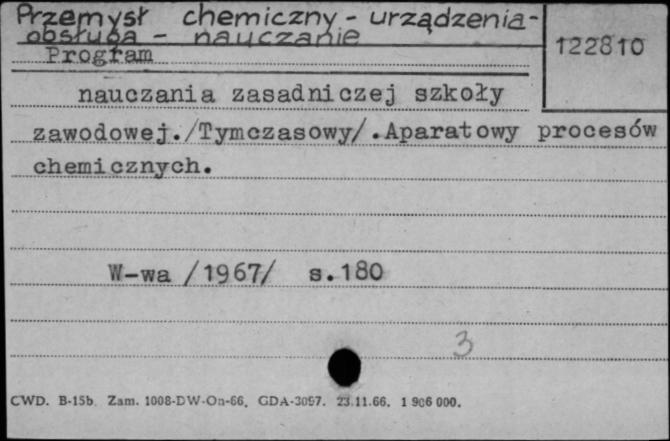 Przemysł chemiczny - urządzenia-
obsługa - nauczanie
122810
Program
nauczania zasadniczej szkoły
zawodowej./Tymczasowy/.Aparatowy procesów
chemicznych.
W-wa /1967/ s.180
3
CWD. B-15b. Zam. 1008-DW-On-66. GDA-3097. 23.11.66. 1 906 000.